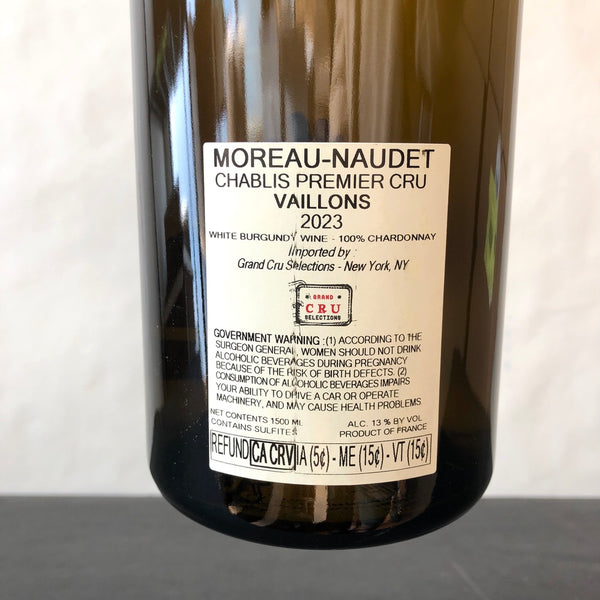 MOREAU-NAUDET
CHABLIS PREMIER CRU
VAILLONS
2023
WHITE BURGUNDY WINE - 100% CHARDONNAY
Imported by :
Grand Cru Selections - New York, NY
GRAND
CRU
SELECTIONS
GOVERNMENT WARNING :(1) ACCORDING TO THE
SURGEON GENERAL, WOMEN SHOULD NOT DRINK
ALCOHOLIC BEVERAGES DURING PREGNANCY
BECAUSE OF THE RISK OF BIRTH DEFECTS. (2)
CONSUMPTION OF ALCOHOLIC BEVERAGES IMPAIRS
YOUR ABILITY TO DRIVE A CAR OR OPERATE
MACHINERY, AND MAY CAUSE HEALTH PROBLEMS
NET CONTENTS 1500 ML ALC. 13 % BY VOL
CONTAINS SULFITES PRODUCT OF FRANCE
REFUND CA CRV IA (5¢) - ME (15¢) - VT (15¢)